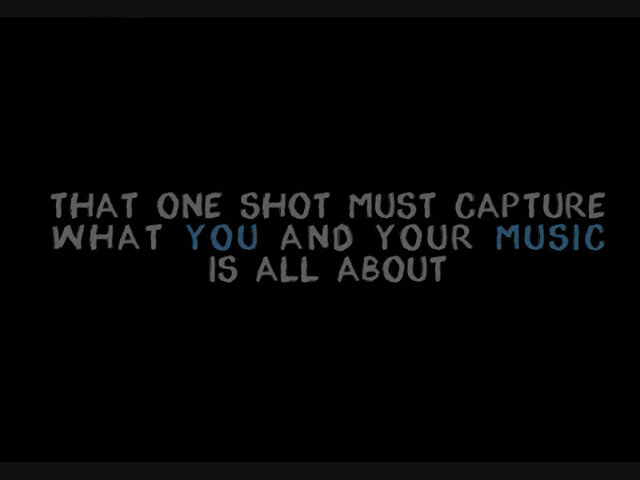 THAT ONE SHOT MUST CAPTURE
WHAT YOU AND YOUR MUSIC
IS ALL ABOUT